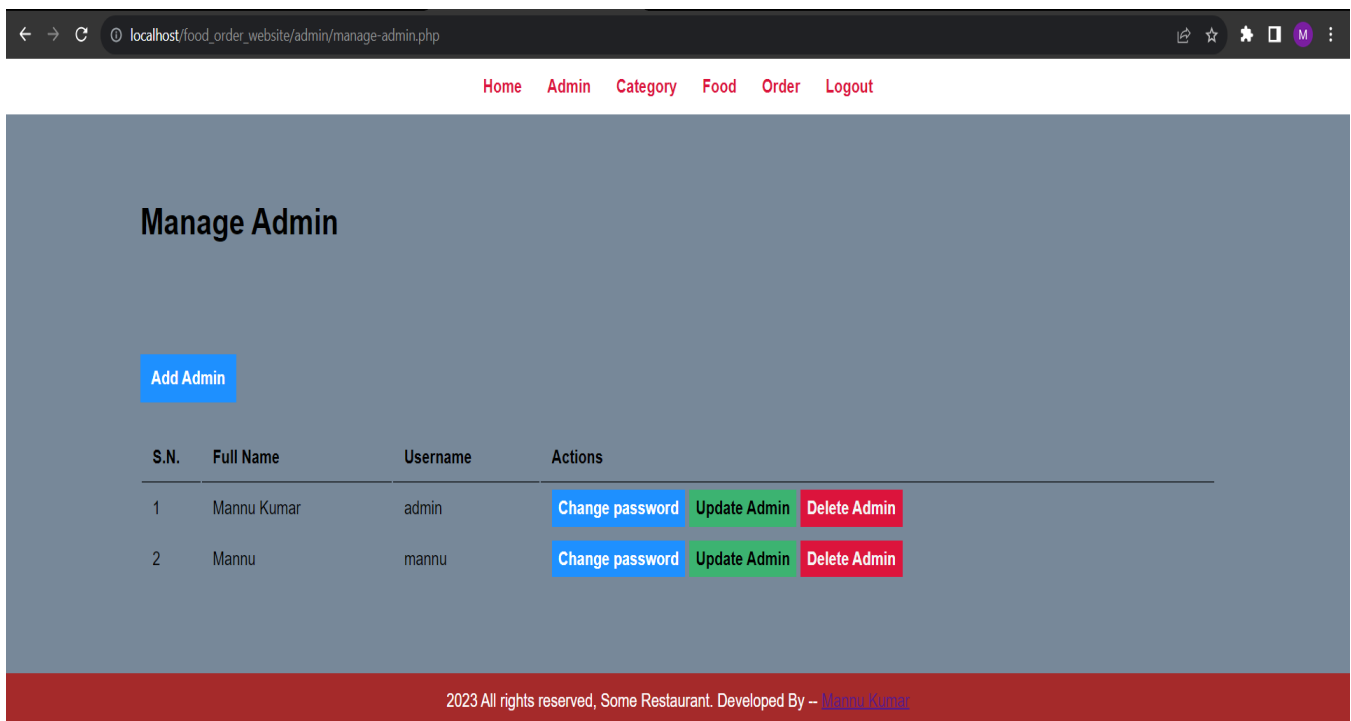 localhost/food_order_website/admin/manage-admin.php
M
Home Admin Category Food Order Logout
Manage Admin
Add Admin
S.N. Full Name Username Actions
1 Mannu Kumar admin Change password Update Admin Delete Admin
2 Mannu mannu Change password Update Admin Delete Admin
2023 All rights reserved, Some Restaurant. Developed By -- Mannu Kumar